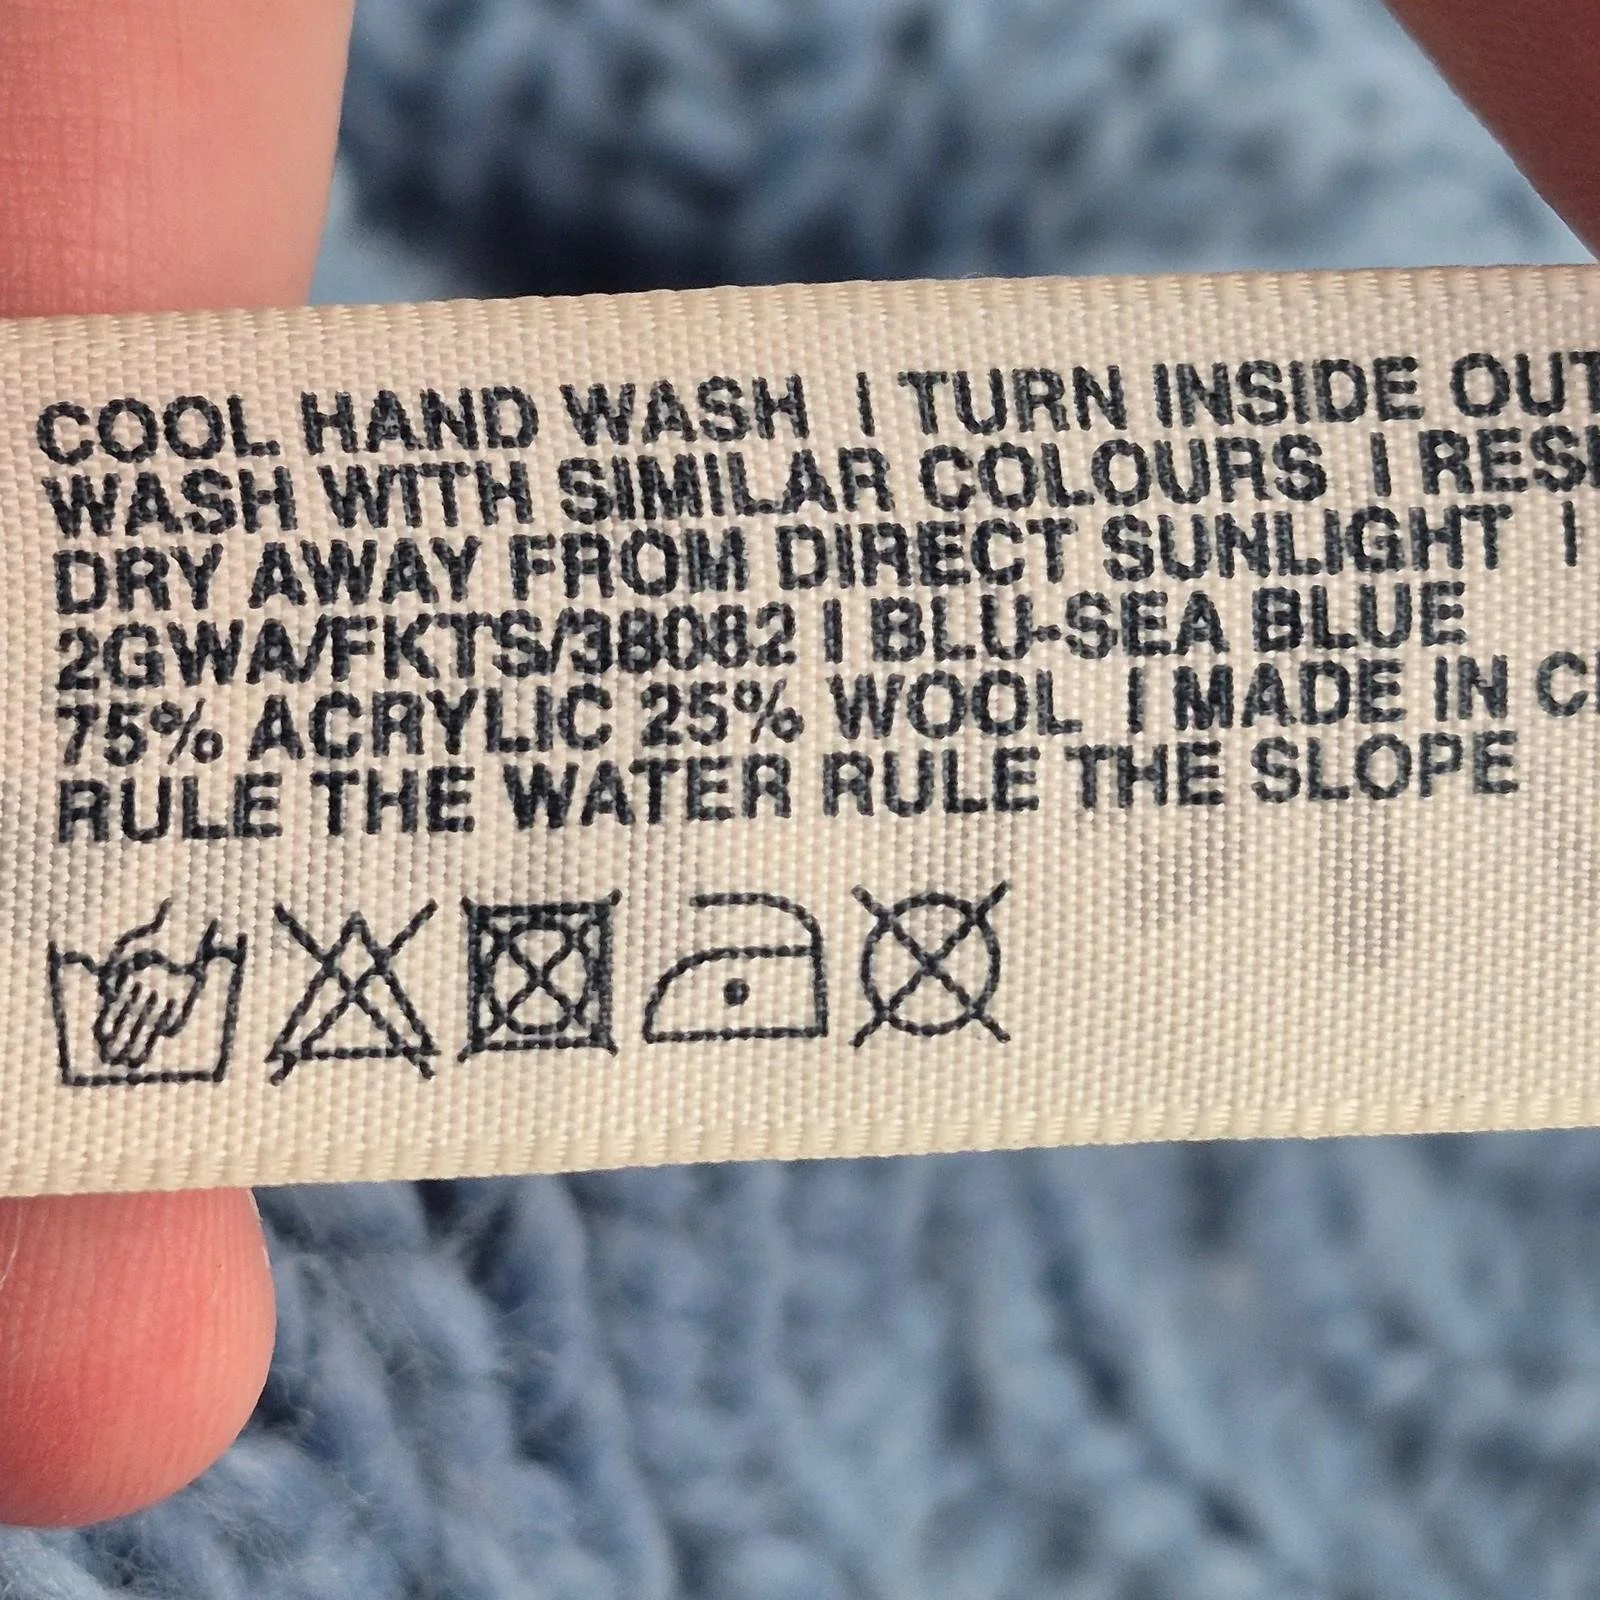 COOL HAND WASH I TURN INSIDE OUT
WASH WITH SIMILAR COLOURS I
DRY AWAY FROM DIRECT SUNLIGHT I
2GWA/FKTS/38082 I BLU-SEA BLUE
75% ACRYLIC 25% WOOL I MADE IN
RULE THE WATER RULE THE SLOPE